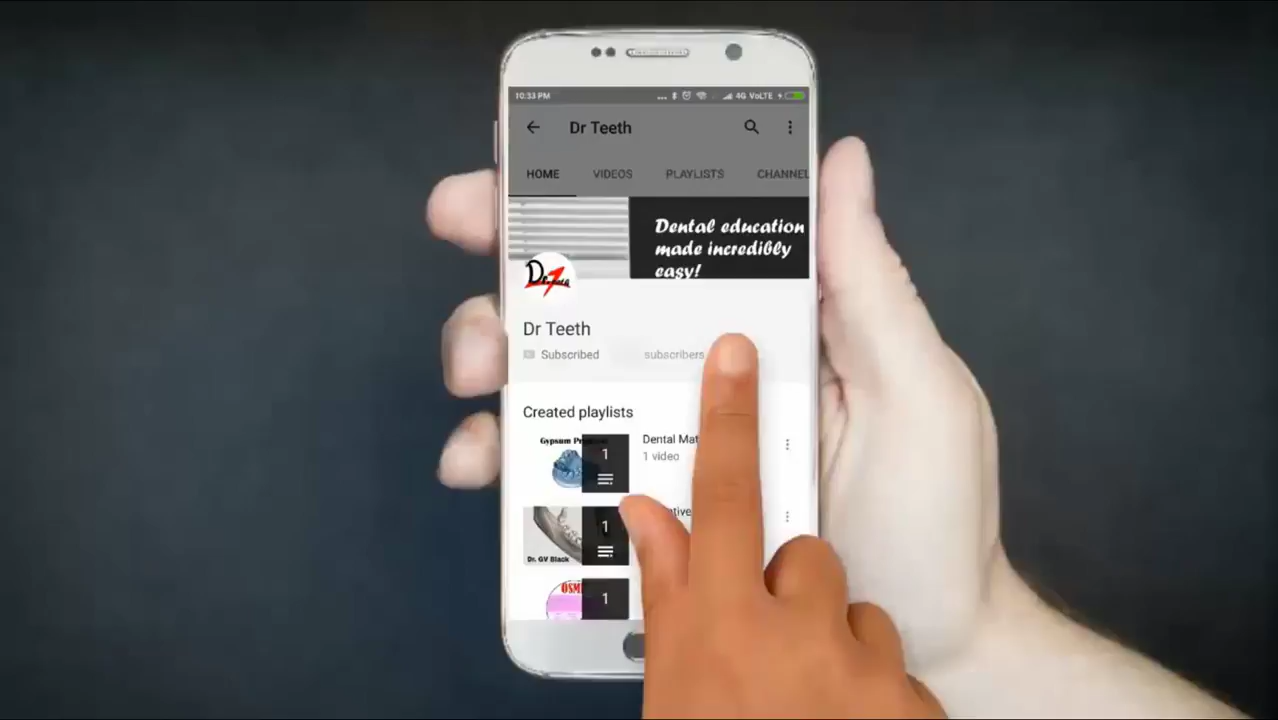 10:33 PM
4G VoLTE
Dr Teeth
HOME
VIDEOS
PLAYLISTS
CHANNEL
Dental education
made incredibly
easy!
Dr Teeth
Subscribed
subscribers
Created playlists
Dental Mat
1 video
1
1
Dr. GV Black
1